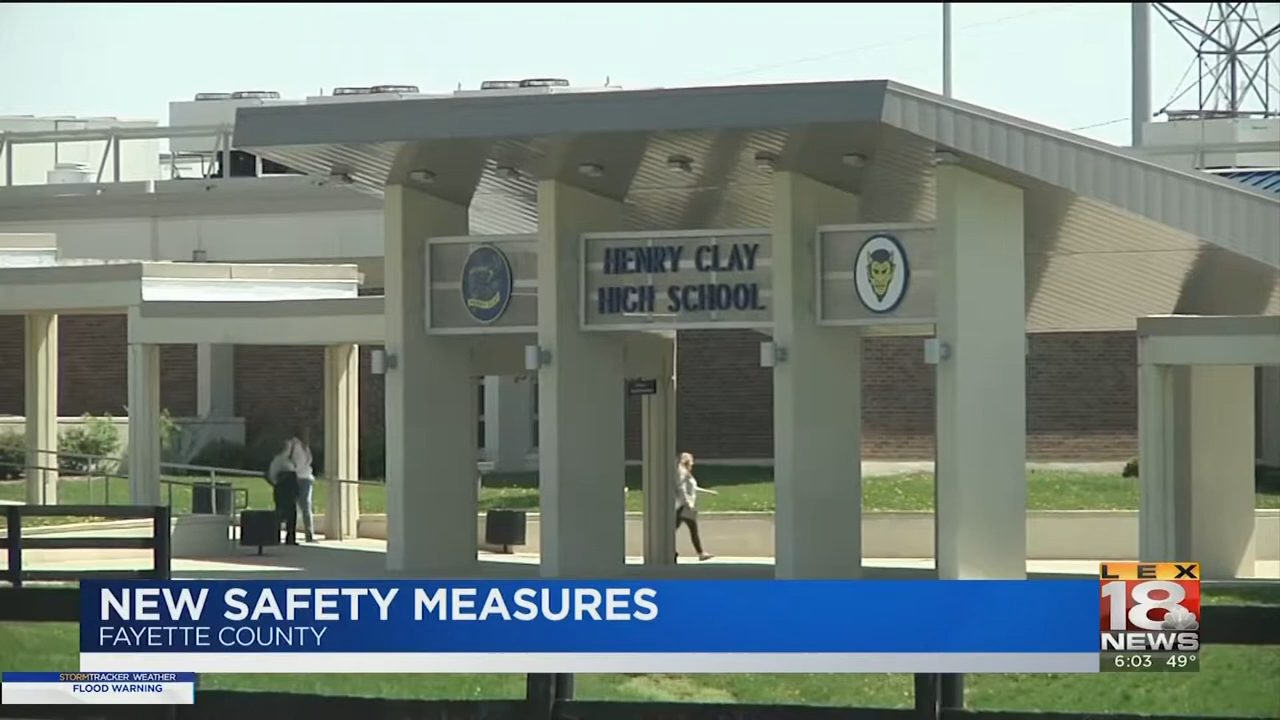 HENRY CLAY
HIGH SCHOOL
NEW SAFETY MEASURES
FAYETTE COUNTY
LEX
18
NEWS
6:03 49°
STORMTRACKER WEATHER
FLOOD WARNING